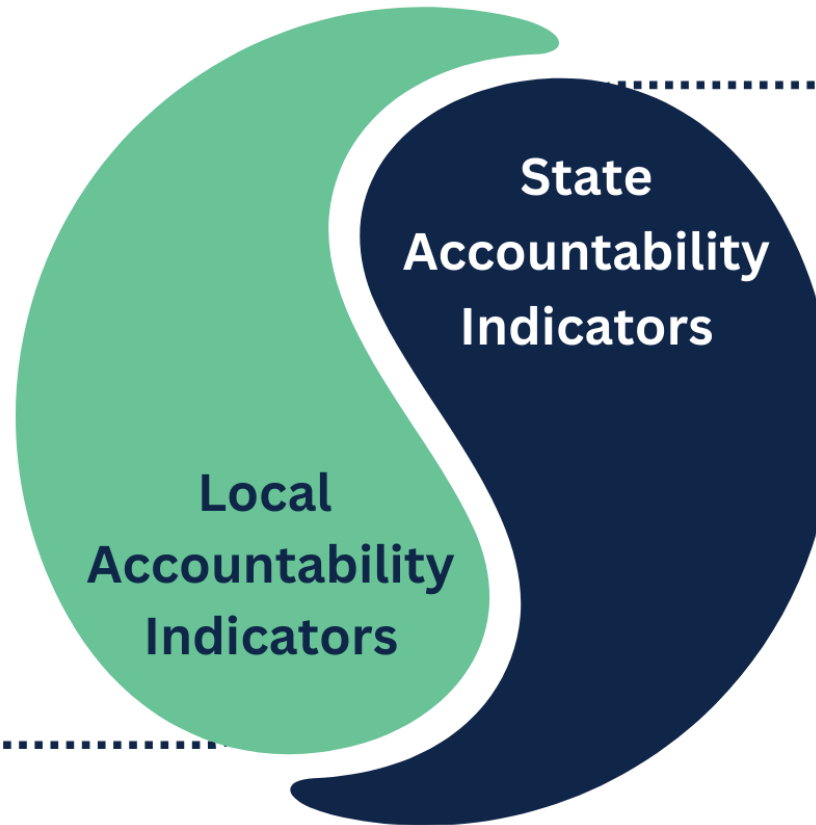 State
Accountability
Indicators
Local
Accountability
Indicators